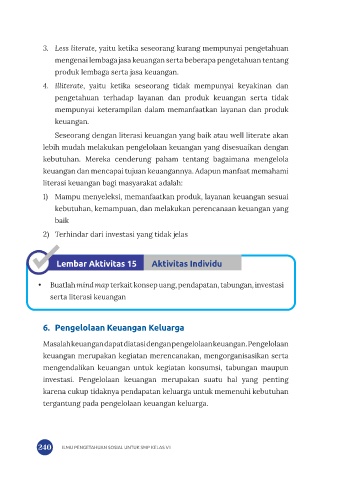 3. Less literate, yaitu ketika seseorang kurang mempunyai pengetahuan
mengenai lembaga jasa keuangan serta beberapa pengetahuan tentang
produk lembaga serta jasa keuangan.
4. Illiterate, yaitu ketika seseorang tidak mempunyai keyakinan dan
pengetahuan terhadap layanan dan produk keuangan serta tidak
mempunyai keterampilan dalam memanfaatkan layanan dan produk
keuangan.
Seseorang dengan literasi keuangan yang baik atau well literate akan
lebih mudah melakukan pengelolaan keuangan yang disesuaikan dengan
kebutuhan. Mereka cenderung paham tentang bagaimana mengelola
keuangan dan mencapai tujuan keuangannya. Adapun manfaat memahami
literasi keuangan bagi masyarakat adalah:
1) Mampu menyeleksi, memanfaatkan produk, layanan keuangan sesuai
kebutuhan, kemampuan, dan melakukan perencanaan keuangan yang
baik
2) Terhindar dari investasi yang tidak jelas
Lembar Aktivitas 15 Aktivitas Individu
• Buatlah mind map terkait konsep uang, pendapatan, tabungan, investasi
serta literasi keuangan
6. Pengelolaan Keuangan Keluarga
Masalah keuangan dapat diatasi dengan pengelolaan keuangan. Pengelolaan
keuangan merupakan kegiatan merencanakan, mengorganisasikan serta
mengendalikan keuangan untuk kegiatan konsumsi, tabungan maupun
investasi. Pengelolaan keuangan merupakan suatu hal yang penting
karena cukup tidaknya pendapatan keluarga untuk memenuhi kebutuhan
tergantung pada pengelolaan keuangan keluarga.
240 ILMU PENGETAHUAN SOSIAL UNTUK SMP KELAS VII